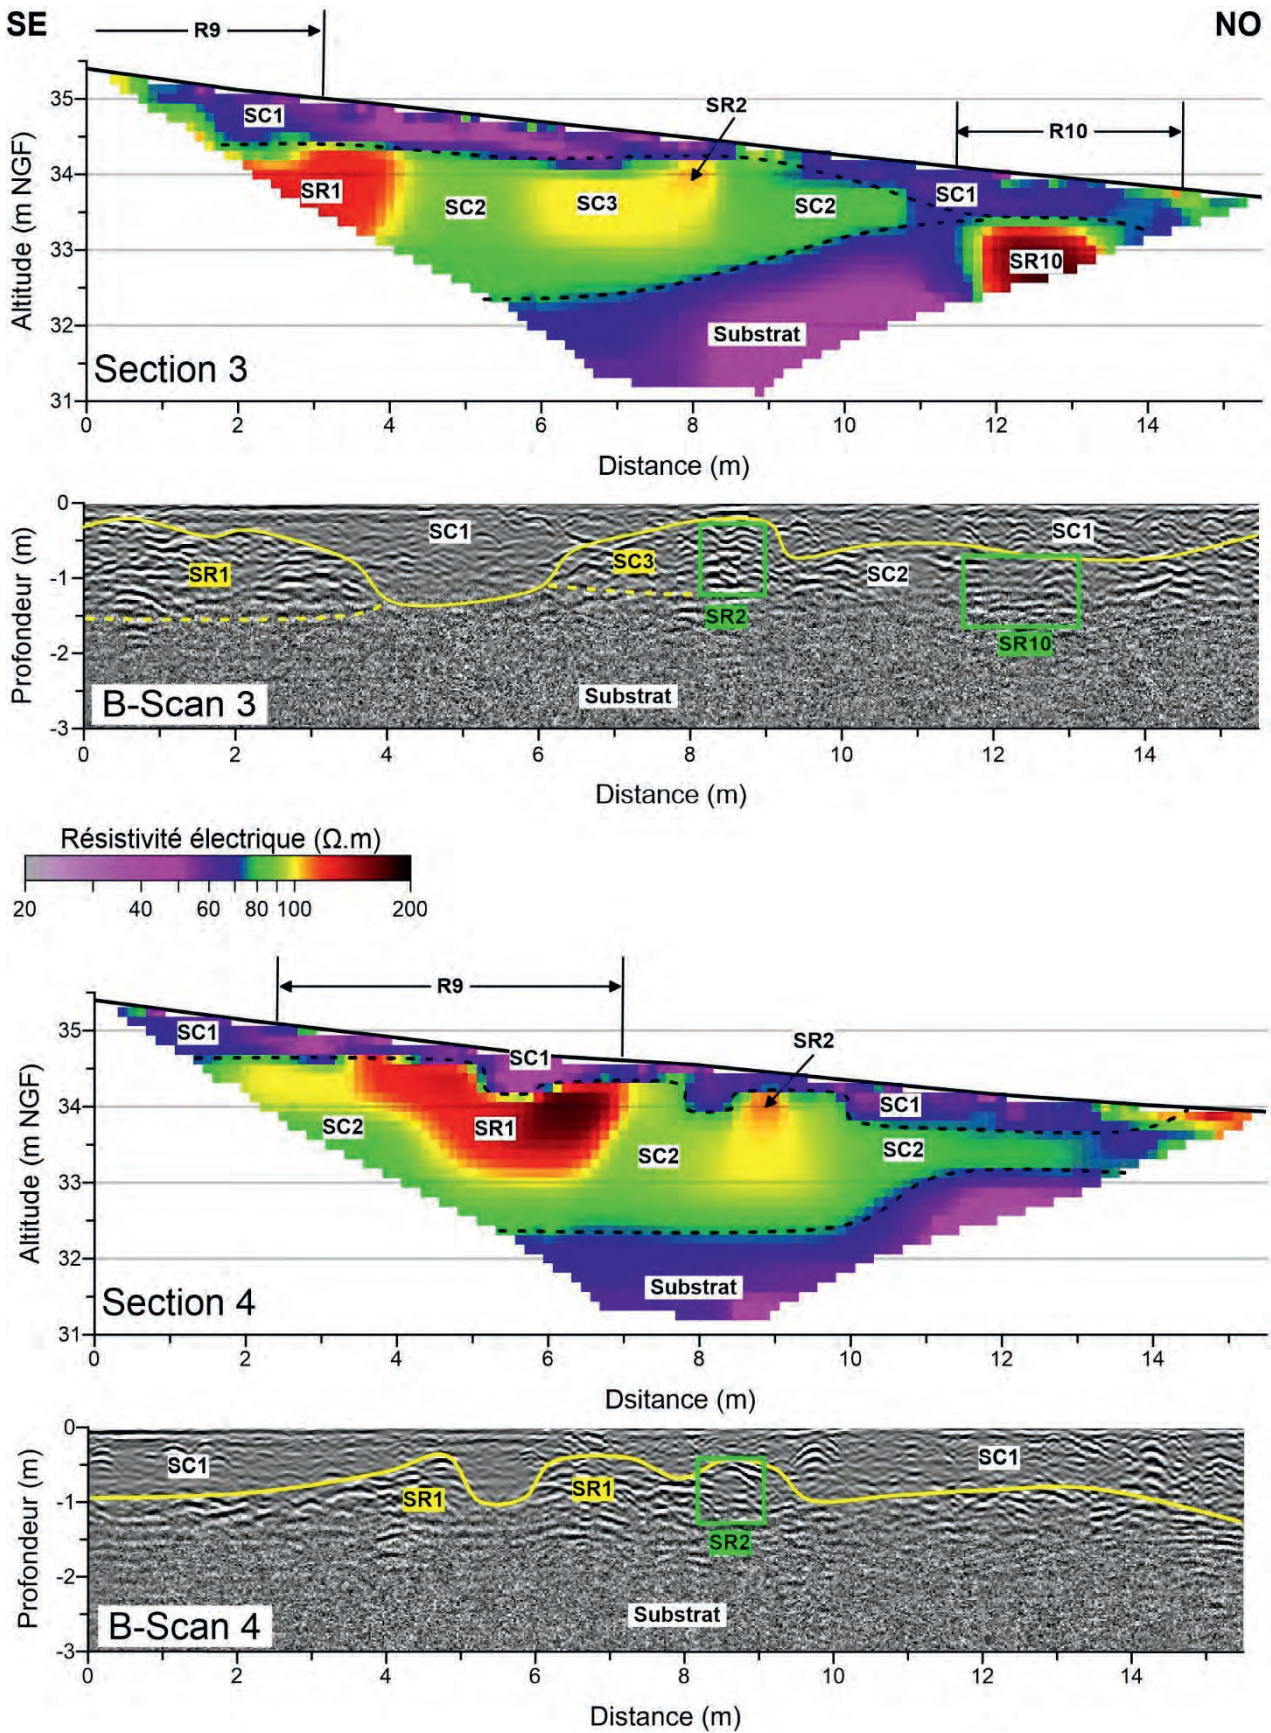 SE
R9
NO
SR2
R10
SC1
SR1
SC2
SC3
SC2
SC1
SR10
Substrat
Section 3
Altitude (m NGF)
35
34
33
32
31
0 2 4 6 8 10 12 14
Distance (m)
Profondeur (m)
0
-1
-2
-3
SC1
SC1
SR1
SC3
SC2
SR2
SR10
Substrat
B-Scan 3
0 2 4 6 8 10 12 14
Distance (m)
Résistivité électrique (Ω.m)
20 40 60 80 100 200
R9
SR2
SC1
SC1
SC1
SC2
SR1
SC2
SC2
Substrat
Section 4
Altitude (m NGF)
35
34
33
32
31
0 2 4 6 8 10 12 14
Dsitance (m)
Profondeur (m)
0
-1
-2
-3
SC1
SC1
SR1
SR1
SR2
Substrat
B-Scan 4
0 2 4 6 8 10 12 14
Distance (m)